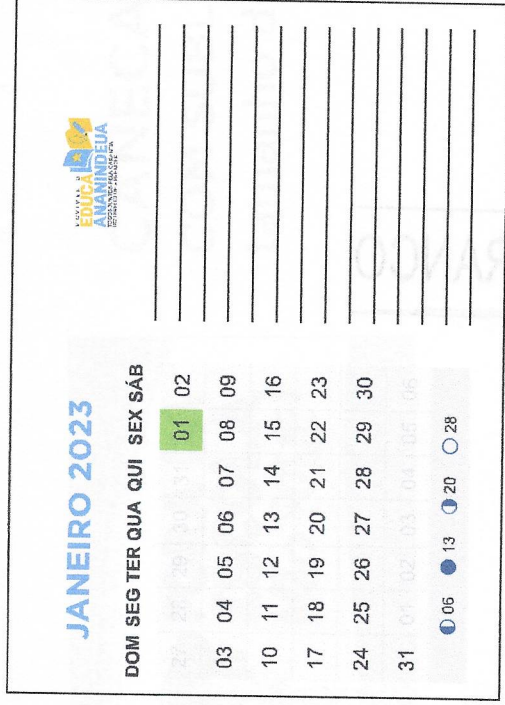 JANEIRO 2023
EDUCA
ANANINDEUA
DOM SEG TER QUA QUI SEX SÁB
27 28 29 30 31 01 02
03 04 05 06 07 08 09
10 11 12 13 14 15 16
17 18 19 20 21 22 23
24 25 26 27 28 29 30
31 01 02 03 04 05 06
06 13 20 28